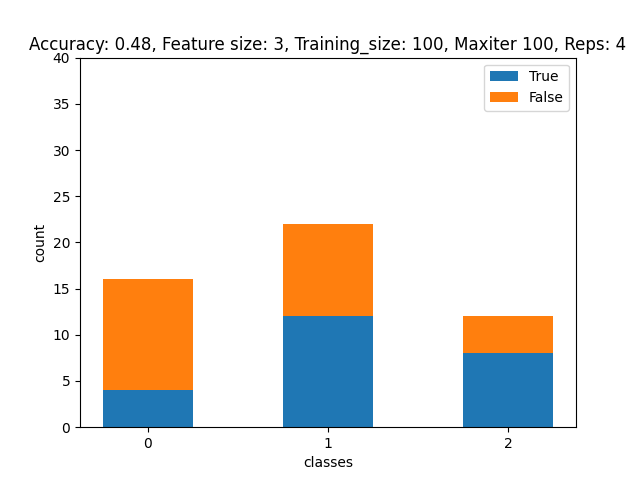 Accuracy: 0.48, Feature size: 3, Training_size: 100, Maxiter 100, Reps: 4
True
False
40
35
30
25
20
15
10
5
0
count
0 1 2
classes